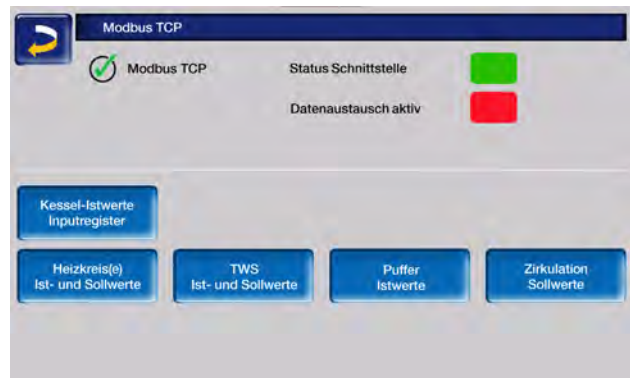 Modbus TCP
Modbus TCP
Status Schnittstelle
Datenaustausch aktiv
Kessel-Istwerte
Inputregister
Heizkreis(e)
Ist- und Sollwerte
TWS
Ist- und Sollwerte
Puffer
Istwerte
Zirkulation
Sollwerte